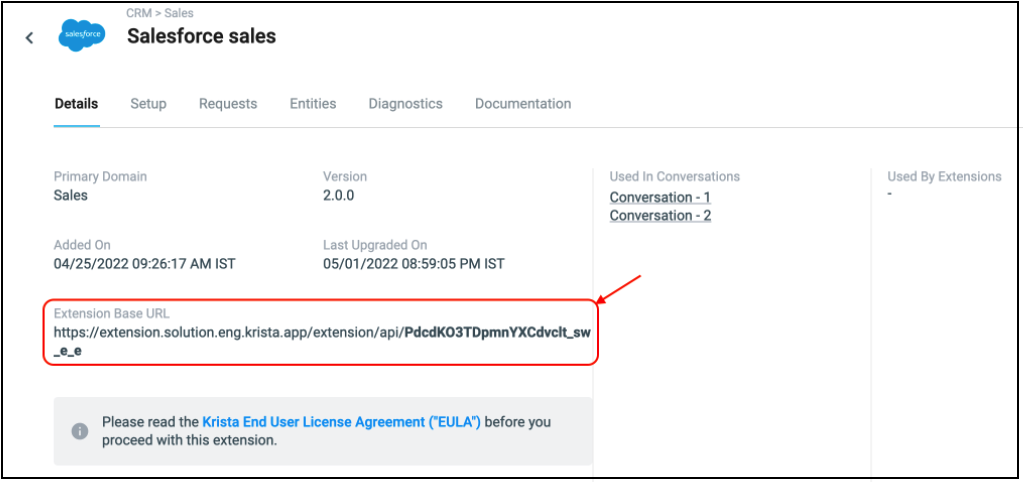 CRM > Sales
salesforce
Salesforce sales
Details Setup Requests Entities Diagnostics Documentation
Primary Domain
Sales
Version
2.0.0
Added On
04/25/2022 09:26:17 AM IST
Last Upgraded On
05/01/2022 08:59:05 PM IST
Extension Base URL
https://extension.solution.eng.krista.app/extension/api/PdcdKO3TDpmnYXCdvclt_sw
_e_e
Please read the Krista End User License Agreement ("EULA") before you
proceed with this extension.
Used In Conversations
Conversation - 1
Conversation - 2
Used By Extensions
-